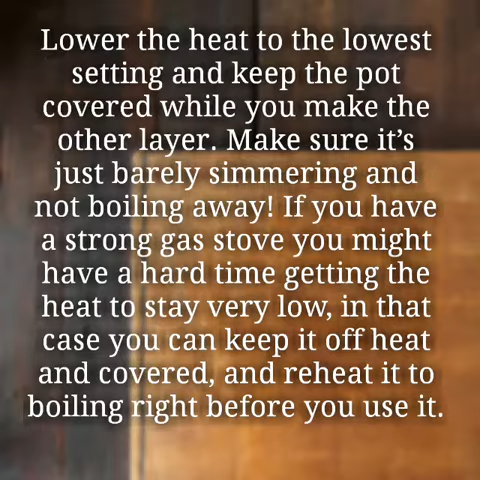 Lower the heat to the lowest
setting and keep the pot
covered while you make the
other layer. Make sure it’s
just barely simmering and
not boiling away! If you have
a strong gas stove you might
have a hard time getting the
heat to stay very low, in that
case you can keep it off heat
and covered, and reheat it to
boiling right before you use it.